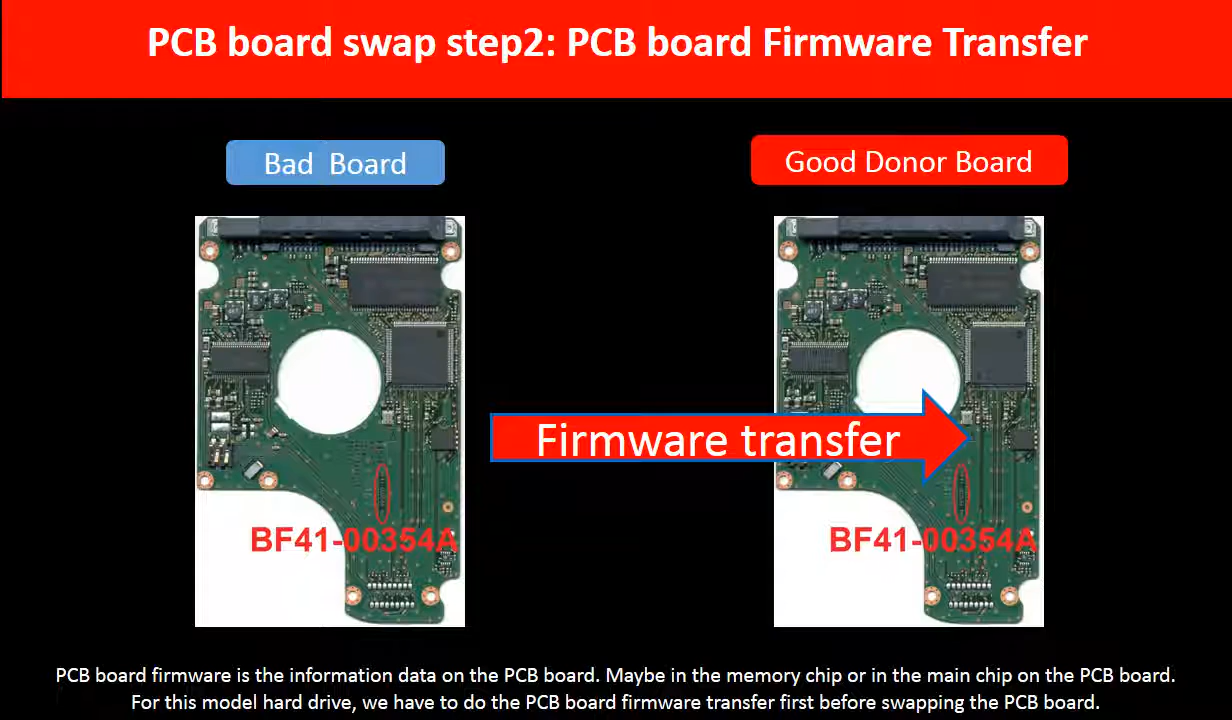 PCB board swap step2: PCB board Firmware Transfer
Bad Board
Good Donor Board
Firmware transfer
BF41-00354A
BF41-00354A
PCB board firmware is the information data on the PCB board. Maybe in the memory chip or in the main chip on the PCB board.
For this model hard drive, we have to do the PCB board firmware transfer first before swapping the PCB board.